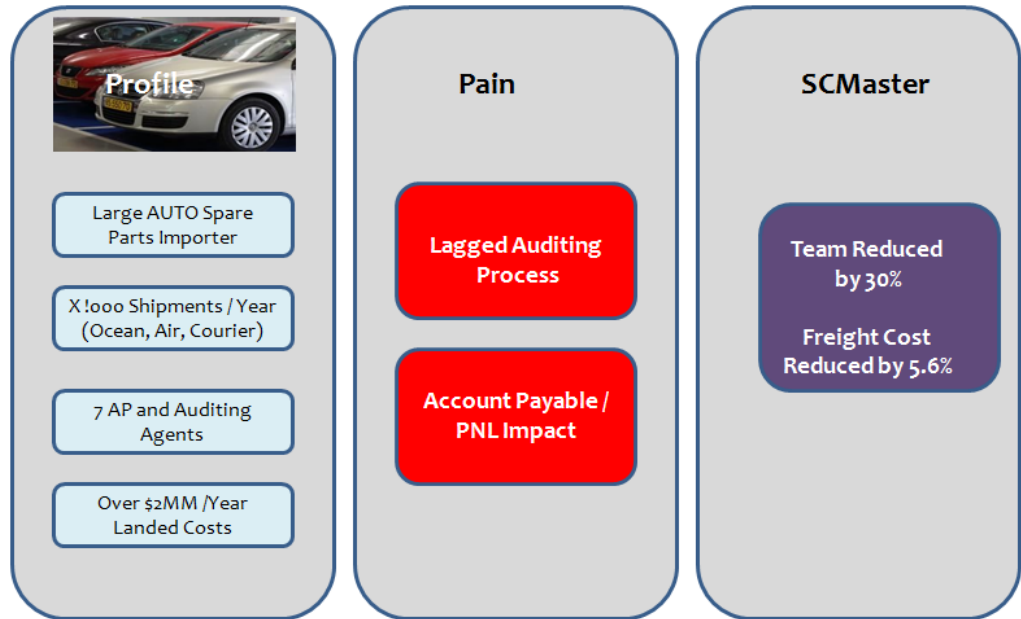 Profile
Large AUTO Spare
Parts Importer
X !000 Shipments / Year
(Ocean, Air, Courier)
7 AP and Auditing
Agents
Over $2MM /Year
Landed Costs
Pain
Lagged Auditing
Process
Account Payable /
PNL Impact
SCMaster
Team Reduced
by 30%
Freight Cost
Reduced by 5.6%